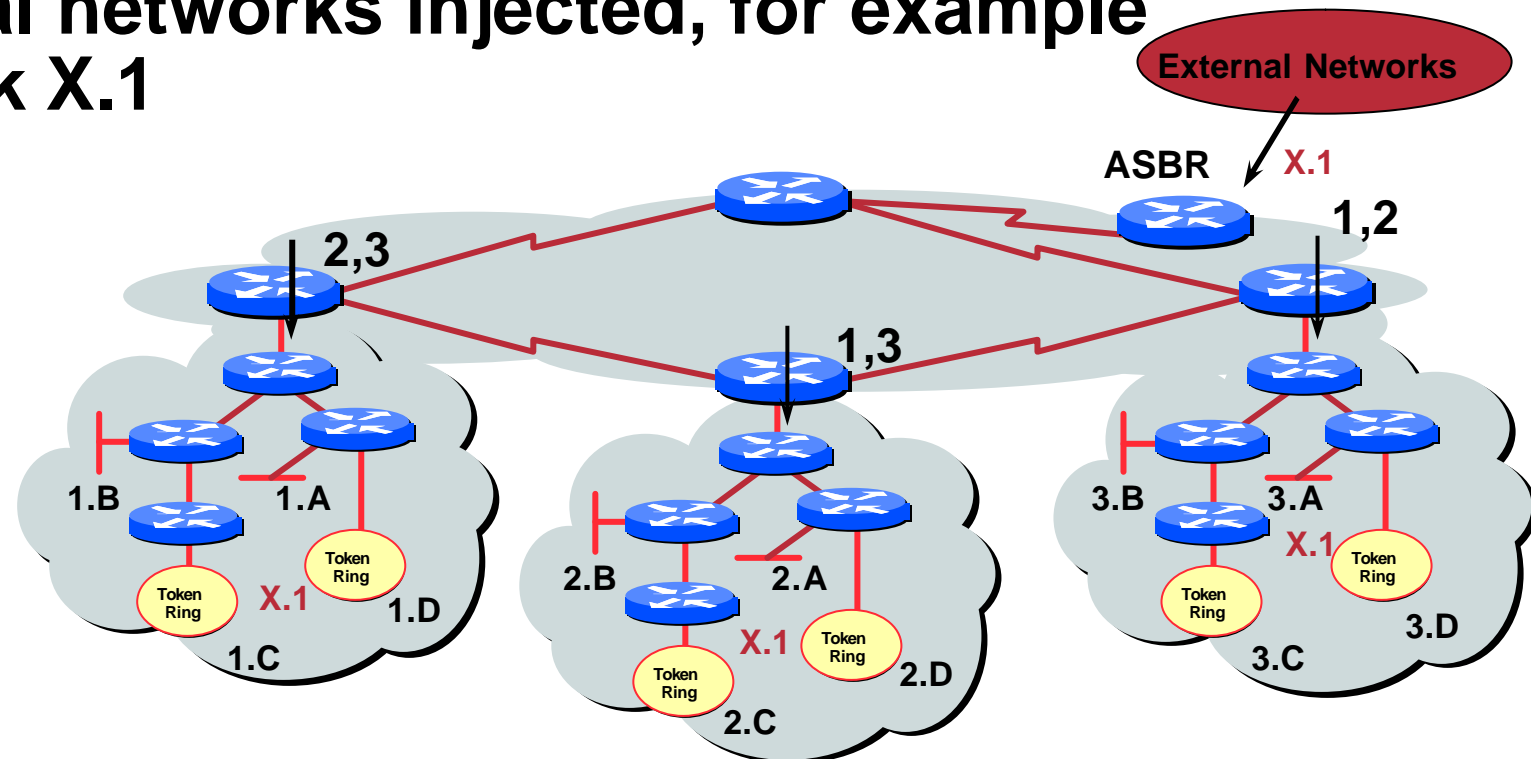 al networks injected, for example
k X.1
External Networks
ASBR
X.1
1,2
2,3
1,3
1.B
1.A
Token
Ring
Token
Ring
X.1
1.D
1.C
2.B
2.A
Token
Ring
Token
Ring
X.1
2.D
2.C
3.B
3.A
X.1
Token
Ring
Token
Ring
3.D
3.C